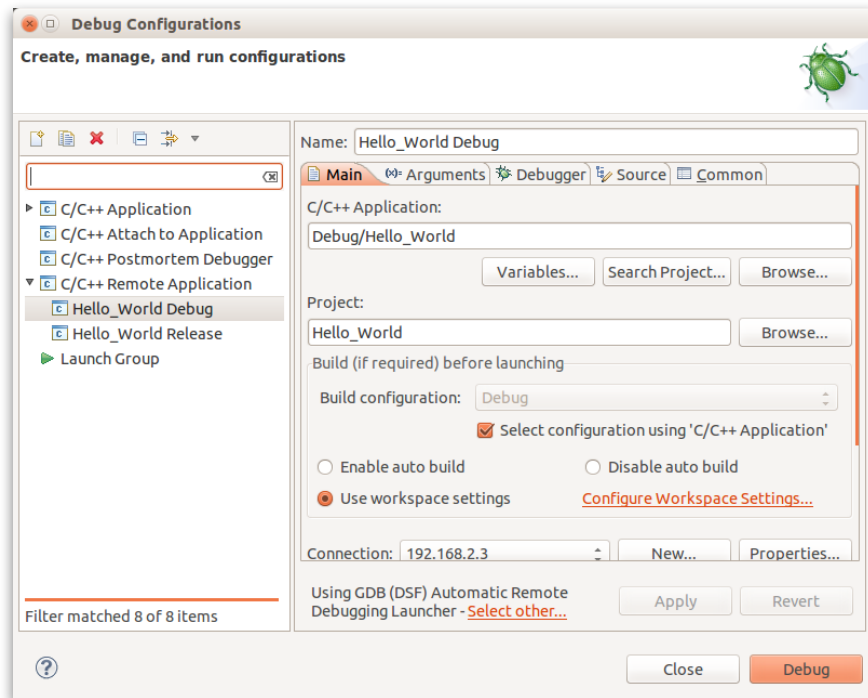 Debug Configurations
Create, manage, and run configurations
Name: Hello_World Debug
Main (x)= Arguments Debugger Source Common
C/C++ Application
C/C++ Attach to Application
C/C++ Postmortem Debugger
C/C++ Remote Application
Hello_World Debug
Hello_World Release
Launch Group
Filter matched 8 of 8 items
C/C++ Application:
Debug/Hello_World
Variables... Search Project... Browse...
Project:
Hello_World Browse...
Build (if required) before launching
Build configuration: Debug
Select configuration using 'C/C++ Application'
Enable auto build Disable auto build
Use workspace settings Configure Workspace Settings...
Connection: 192.168.2.3 New... Properties...
Using GDB (DSF) Automatic Remote
Debugging Launcher - Select other...
Apply Revert
? Close Debug